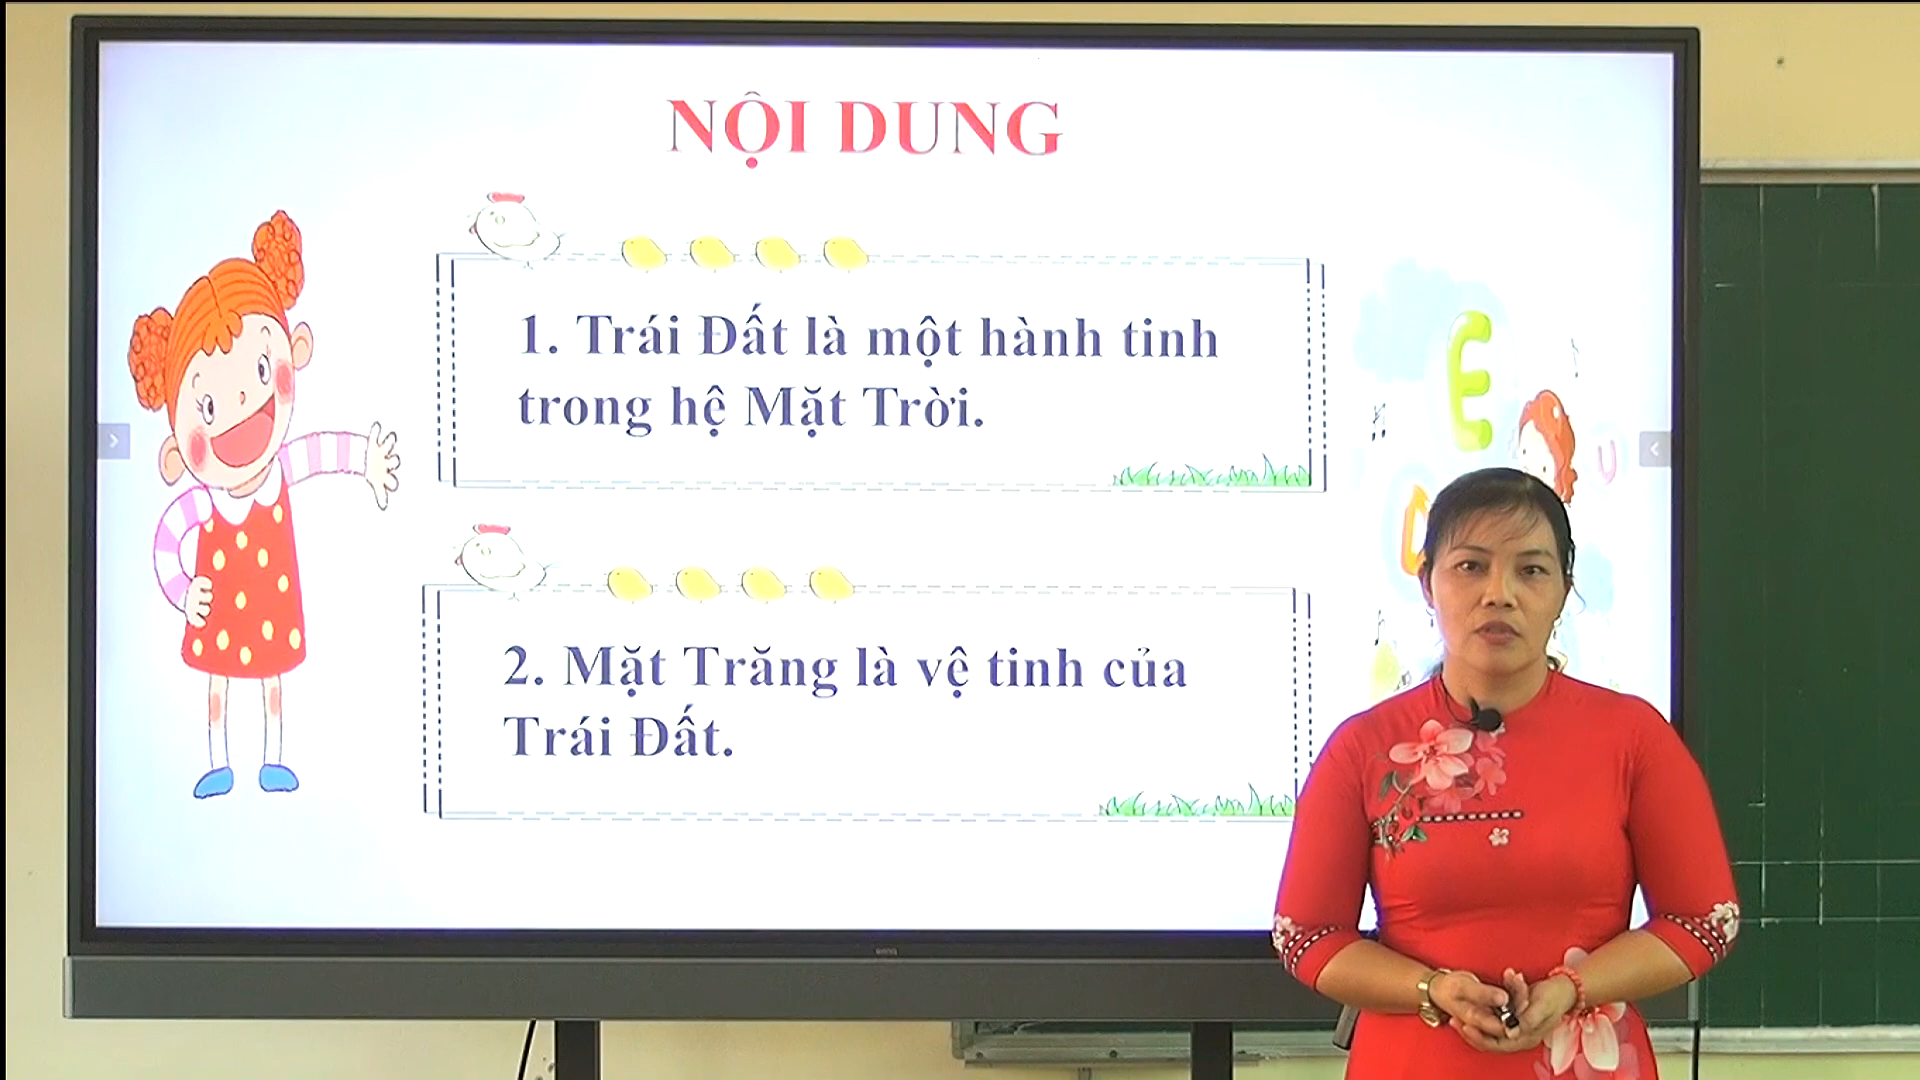 NỘI DUNG
1. Trái Đất là một hành tinh
trong hệ Mặt Trời.
2. Mặt Trăng là vệ tinh của
Trái Đất.
E
U
BENQ